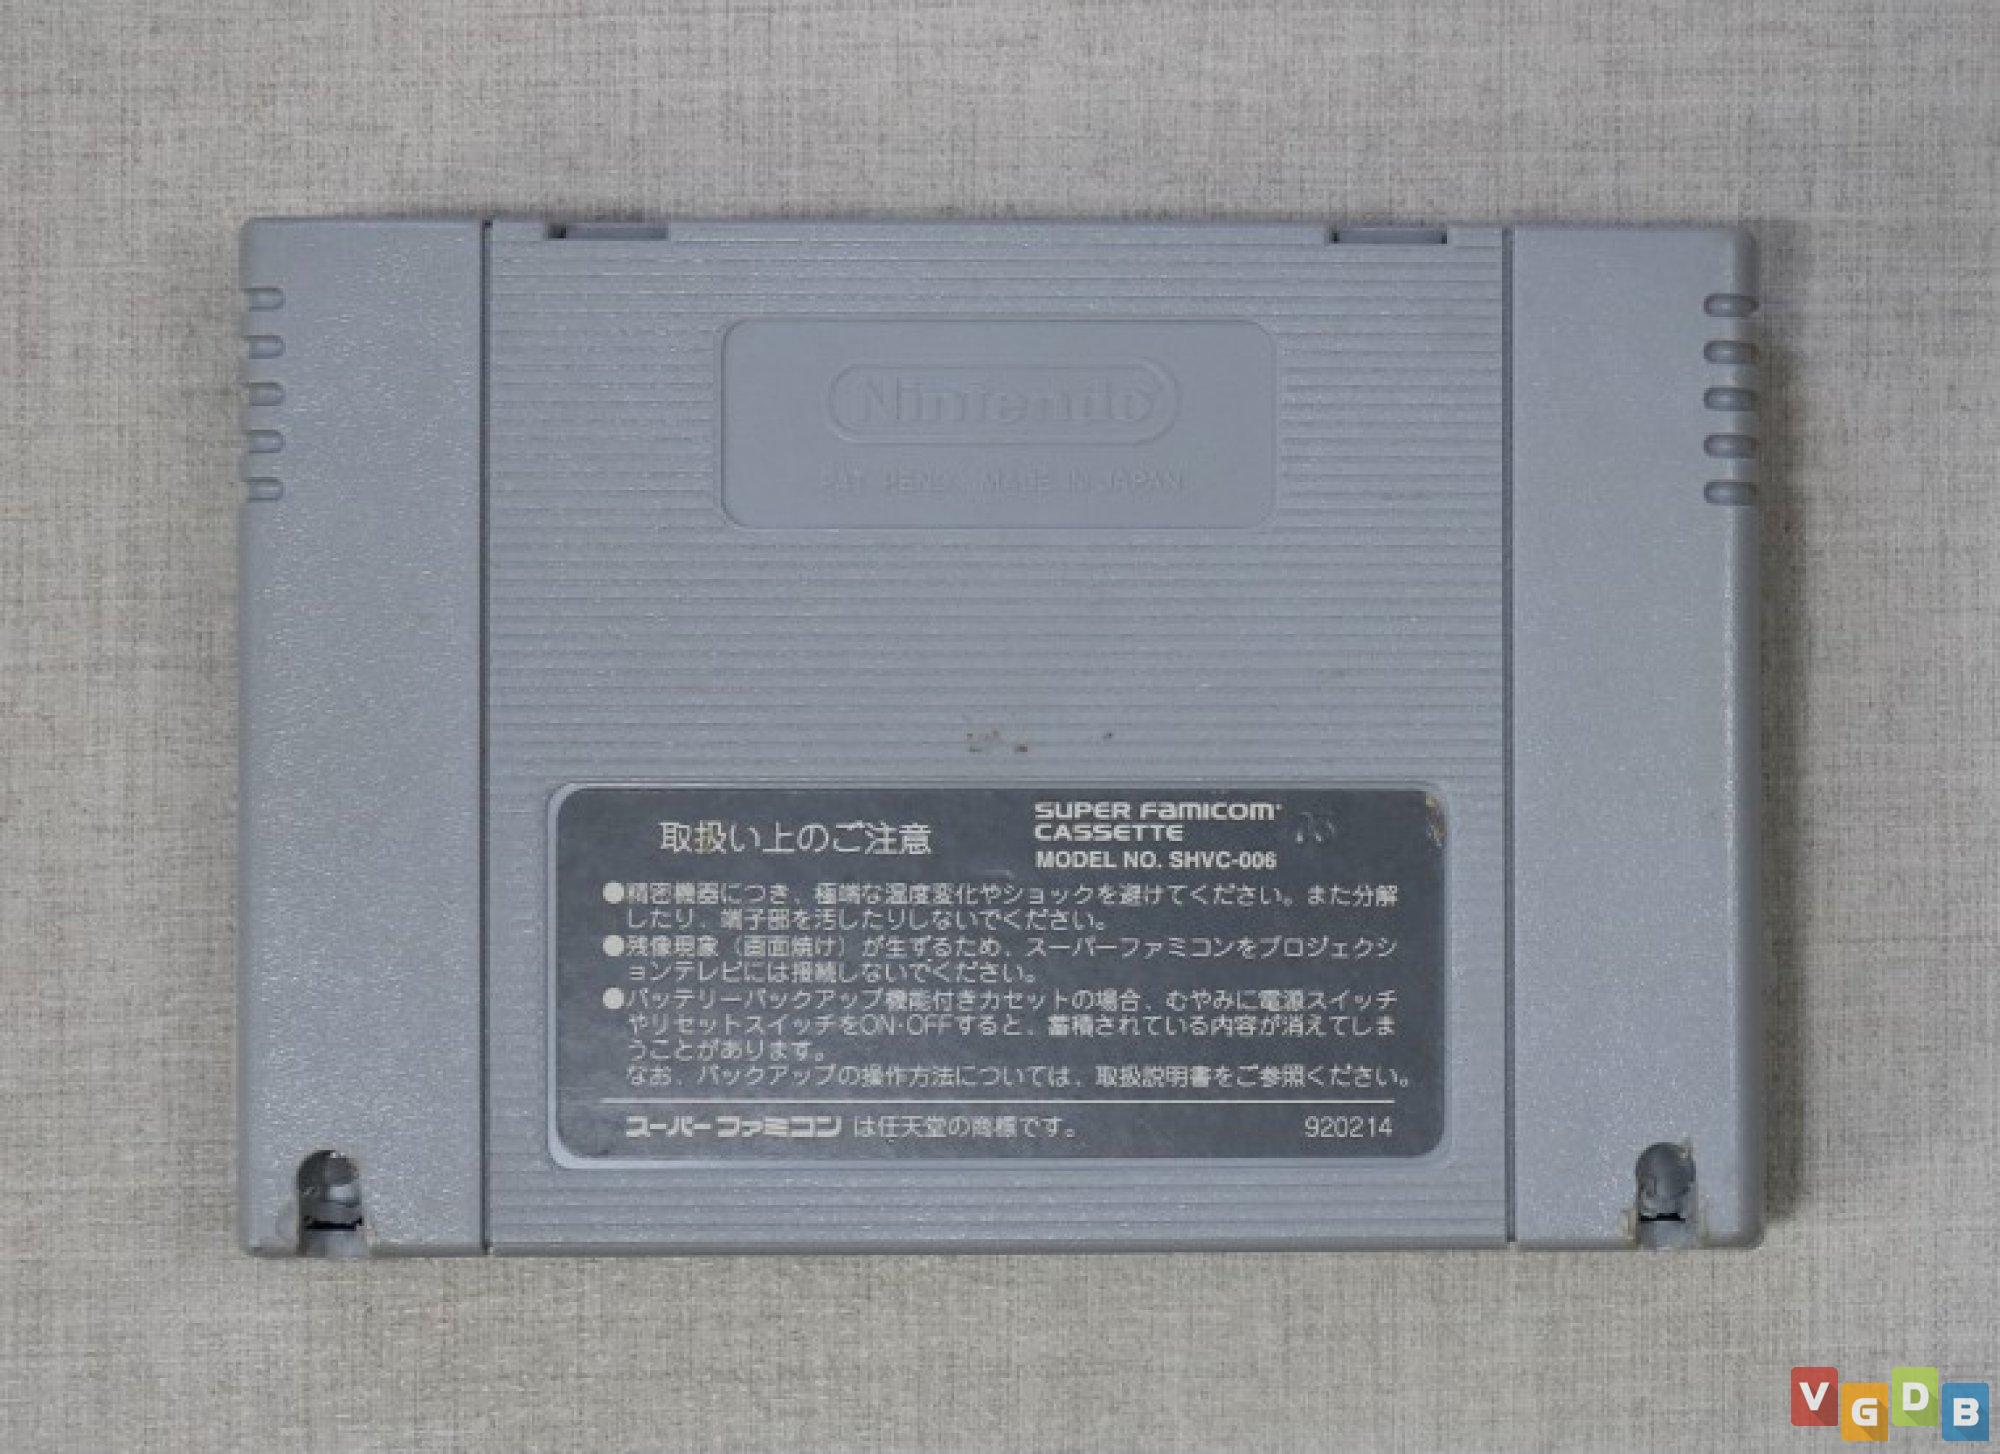 Nintendo
PAT. PEND. MADE IN JAPAN
取扱い上のご注意
SUPER FAMICOM
CASSETTE
MODEL NO. SHVC-006
●精密機器につき、極端な温度変化やショックを避けてください。また分解
したり、端子部を汚したりしないでください。
●残像現象（画面焼け）が生ずるため、スーパーファミコンをプロジェクシ
ョンテレビには接続しないでください。
●バッテリーバックアップ機能付きカセットの場合、むやみに電源スイッチ
やリセットスイッチをON・OFFすると、蓄積されている内容が消えてしま
うことがあります。
なお、バックアップの操作方法については、取扱説明書をご参照ください。
スーパーファミコン は任天堂の商標です。
920214
VGDB